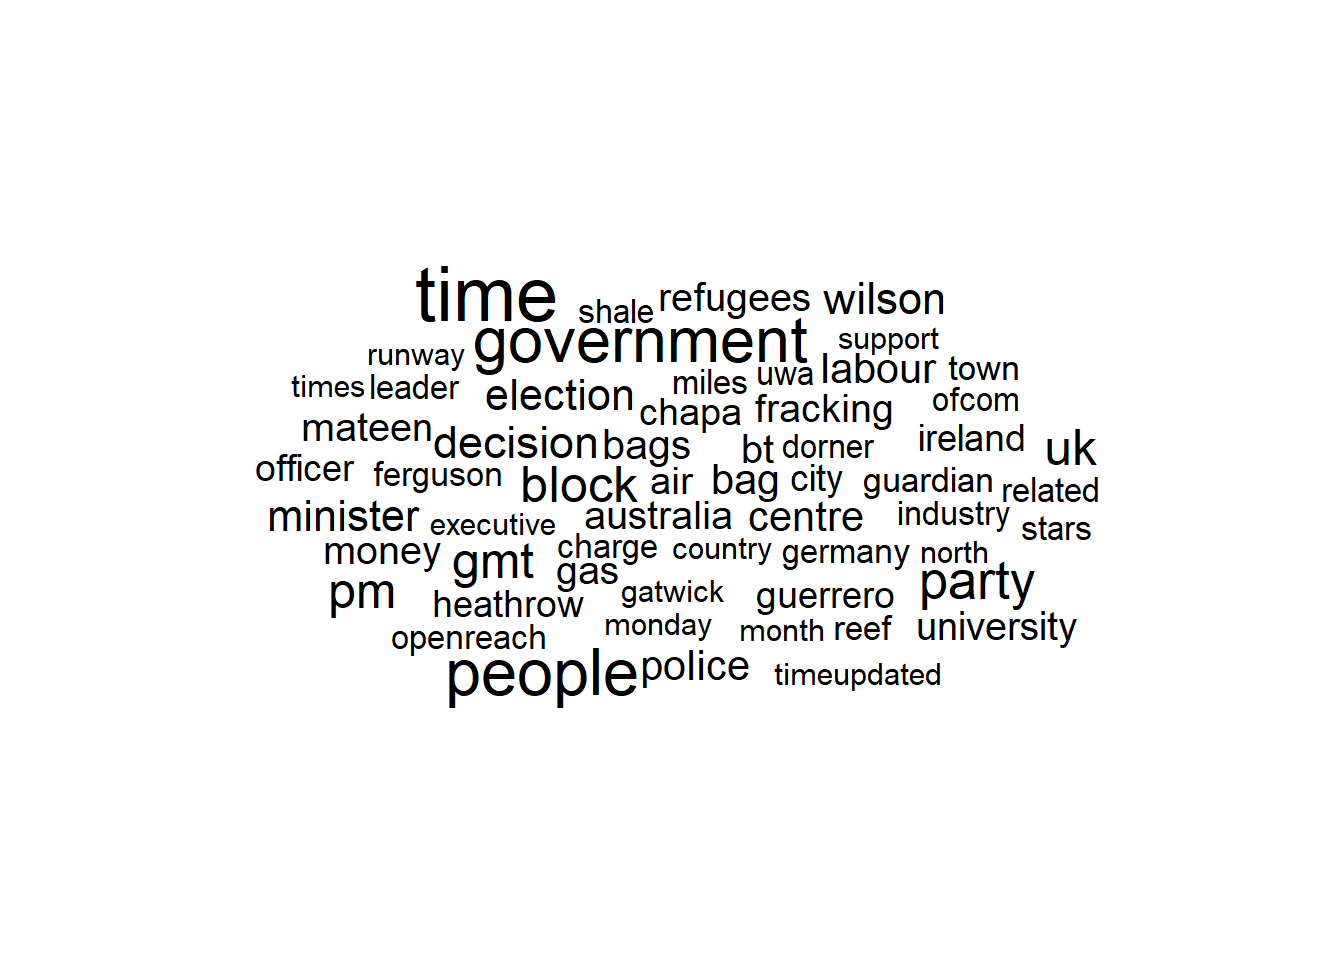 time shale refugees wilson
government support
runway miles uwa labour town
times leader election chapa fracking ofcom
mateen decision bags bt dorner ireland uk
officer ferguson block air bag city guardian related
minister executive australia centre industry stars
money gmt charge country germany north
pm gas gatwick guerrero party
heathrow monday month reef university
openreach
people police timeupdated